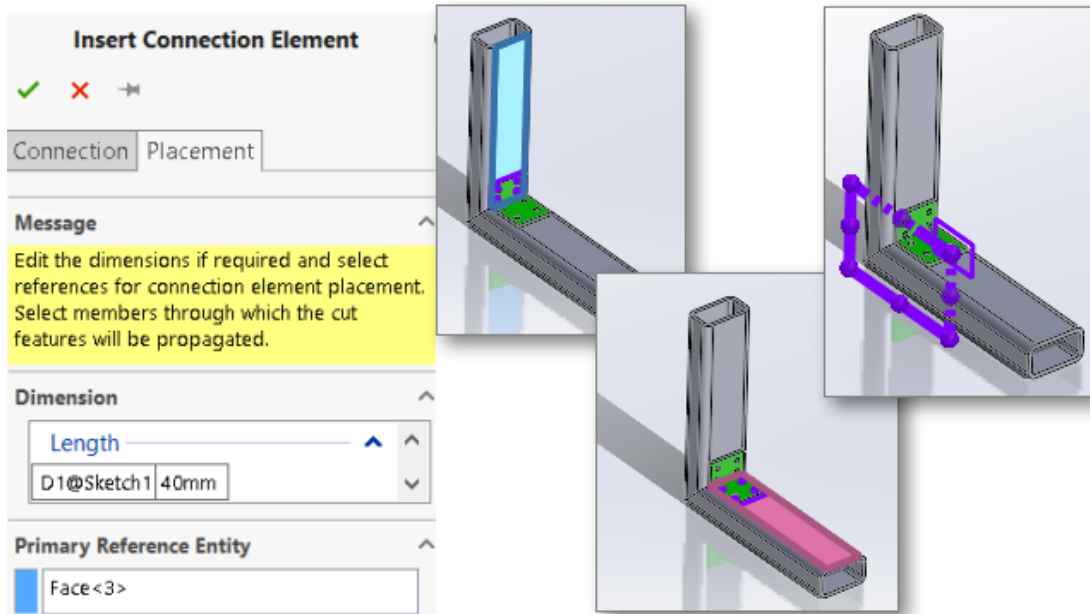 Insert Connection Element
Connection Placement
Message
Edit the dimensions if required and select
references for connection element placement.
Select members through which the cut
features will be propagated.
Dimension
Length
D1@Sketch1 40mm
Primary Reference Entity
Face<3>